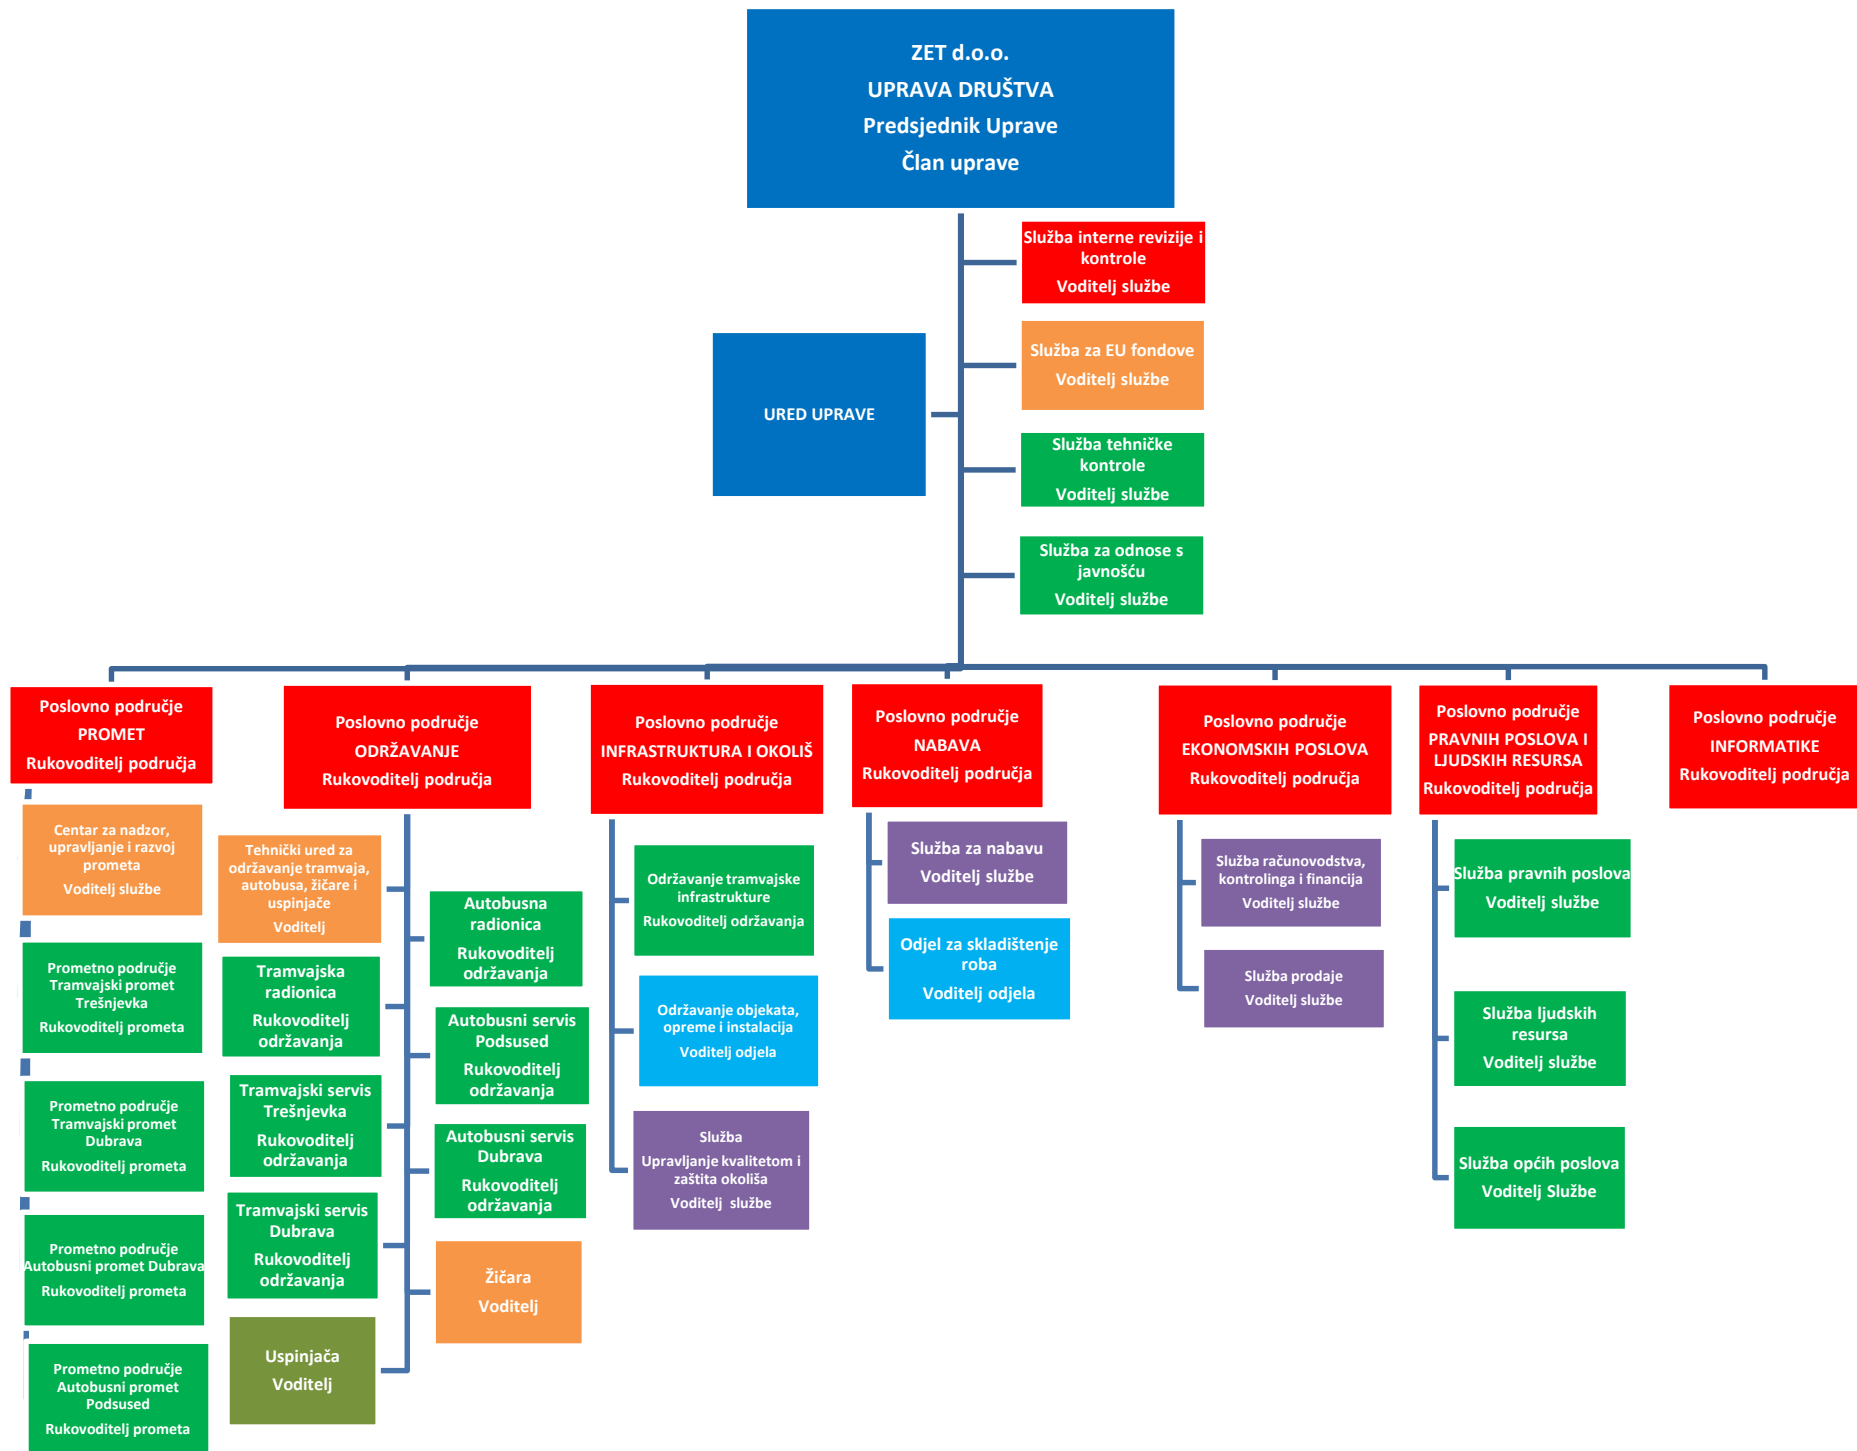 ZET d.o.o.
UPRAVA DRUŠTVA
Predsjednik Uprave
Član uprave
Služba interne revizije i
kontrole
Voditelj službe
Služba za EU fondove
Voditelj službe
URED UPRAVE
Služba tehničke
kontrole
Voditelj službe
Služba za odnose s
javnošću
Voditelj službe
Poslovno područje
PROMET
Rukovoditelj područja
Poslovno područje
ODRŽAVANJE
Rukovoditelj područja
Poslovno područje
INFRASTRUKTURA I OKOLIŠ
Rukovoditelj područja
Poslovno područje
NABAVA
Rukovoditelj područja
Poslovno područje
EKONOMSKIH POSLOVA
Rukovoditelj područja
Poslovno područje
PRAVNIH POSLOVA I
LJUDSKIH RESURSA
Rukovoditelj područja
Poslovno područje
INFORMATIKE
Rukovoditelj područja
Centar za nadzor,
upravljanje i razvoj
prometa
Voditelj službe
Prometno područje
Tramvajski promet
Trešnjevka
Rukovoditelj prometa
Prometno područje
Tramvajski promet
Dubrava
Rukovoditelj prometa
Prometno područje
Autobusni promet Dubrava
Rukovoditelj prometa
Prometno područje
Autobusni promet
Podsused
Rukovoditelj prometa
Tehnički ured za
održavanje tramvaja,
autobusa, žičare i
uspinjače
Voditelj
Tramvajska
radionica
Rukovoditelj
održavanja
Tramvajski servis
Trešnjevka
Rukovoditelj
održavanja
Tramvajski servis
Dubrava
Rukovoditelj
održavanja
Uspinjača
Voditelj
Autobusna
radionica
Rukovoditelj
održavanja
Autobusni servis
Podsused
Rukovoditelj
održavanja
Autobusni servis
Dubrava
Rukovoditelj
održavanja
Žičara
Voditelj
Održavanje tramvajske
infrastrukture
Rukovoditelj održavanja
Održavanje objekata,
opreme i instalacija
Voditelj odjela
Služba
Upravljanje kvalitetom i
zaštita okoliša
Voditelj službe
Služba za nabavu
Voditelj službe
Odjel za skladištenje
roba
Voditelj odjela
Služba računovodstva,
kontrolinga i financija
Voditelj službe
Služba prodaje
Voditelj službe
Služba pravnih poslova
Voditelj službe
Služba ljudskih
resursa
Voditelj službe
Služba općih poslova
Voditelj Službe